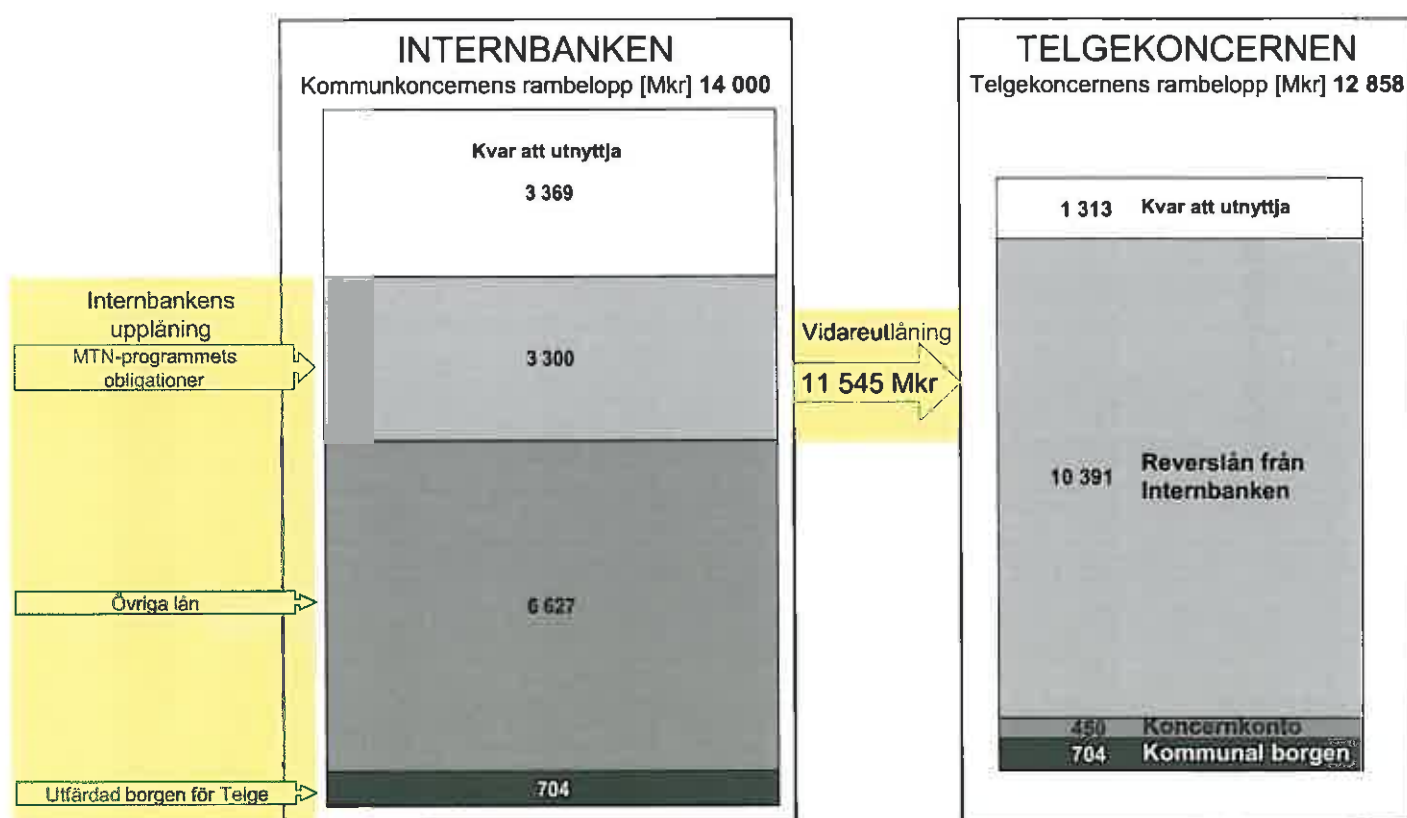 INTERNBANKEN
Kommunkoncernens rambelopp [Mkr] 14 000
Kvar att utnyttja
3 369
Internbankens
upplåning
MTN-programmets
obligationer
3 300
Övriga lån
6 627
Utfärdad borgen för Telge
704
Vidareutlåning
11 545 Mkr
TELGEKONCERNEN
Telgekoncernens rambelopp [Mkr] 12 858
1 313 Kvar att utnyttja
10 391 Reverslån från
Internbanken
450 Koncernkonto
704 Kommunal borgen